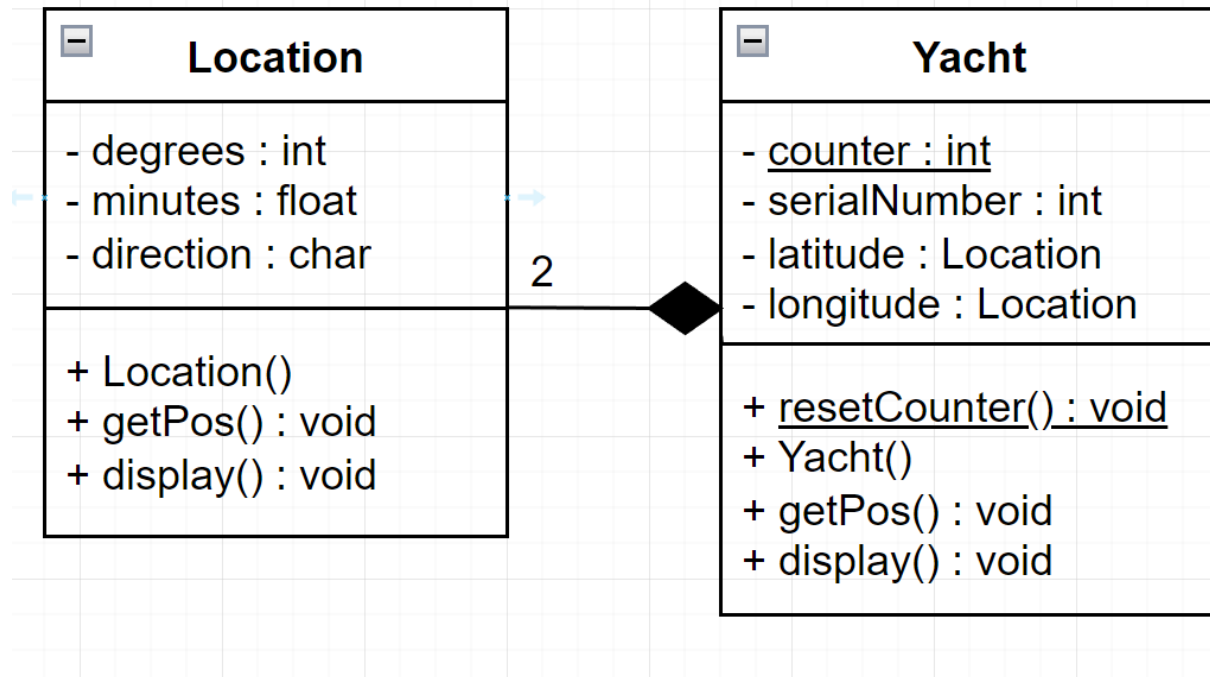 Location
- degrees : int
- minutes : float
- direction : char
+ Location()
+ getPos() : void
+ display() : void
2
Yacht
- counter : int
- serialNumber : int
- latitude : Location
- longitude : Location
+ resetCounter() : void
+ Yacht()
+ getPos() : void
+ display() : void